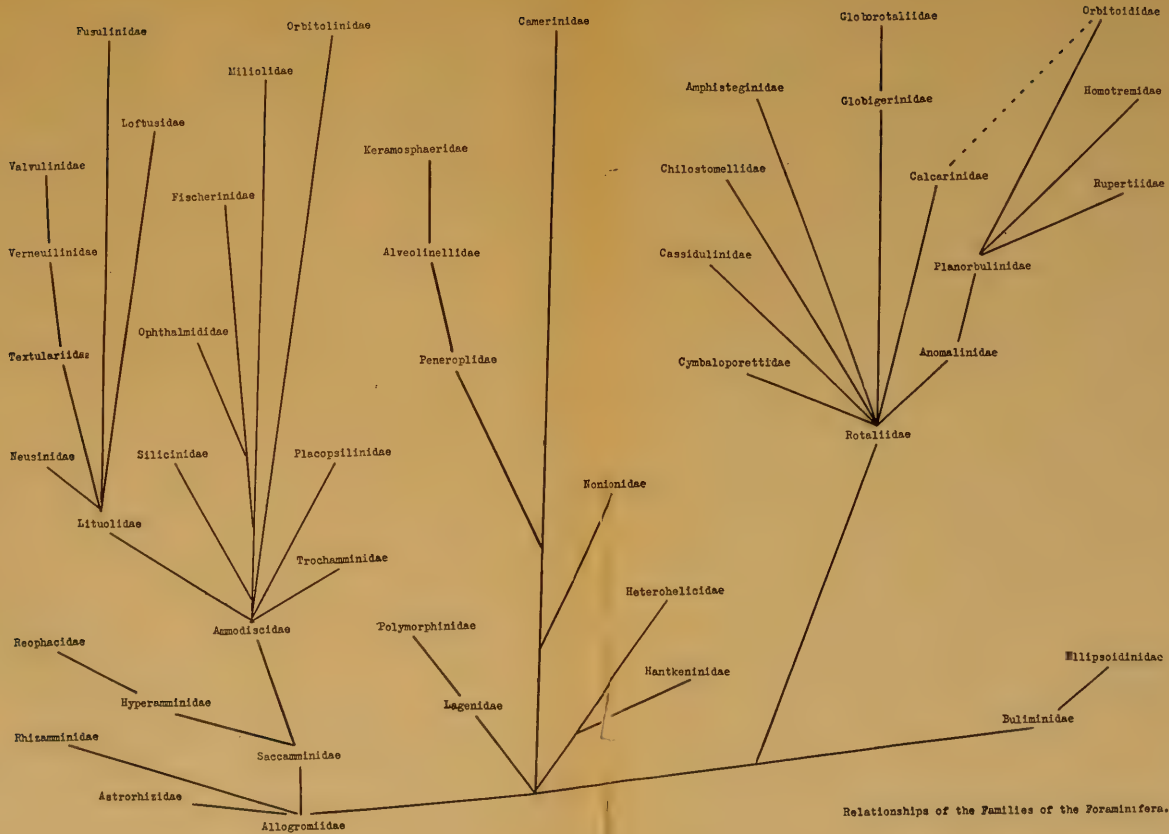 Fusulinidae
Orbitolinidae
Camerinidae
Globorotaliidae
Orbitoididae
Miliolidae
Amphisteginidae
Globigerinidae
Homotremidae
Loftusidae
Keramosphaeridae
Valvulinidae
Fischerinidae
Chilostomellidae
Calcarinidae
Rupertiidae
Verneuilinidae
Alveolinellidae
Cassidulinidae
Planorbulinidae
Ophthalmididae
Textulariidae
Peneroplidae
Cymbaloporettidae
Anomalinidae
Rotaliidae
Neusinidae
Silicinidae
Placopsilinidae
Nonionidae
Lituolidae
Trochamminidae
Heterohelicidae
Ammodiscidae
Polymorphinidae
Reophacidae
Ellipsoidinidae
Hantkeninidae
Hyperamminidae
Lagenidae
Buliminidae
Rhizamminidae
Saccamminidae
Astrorhizidae
Allogromiidae
Relationships of the Families of the Foraminifera.